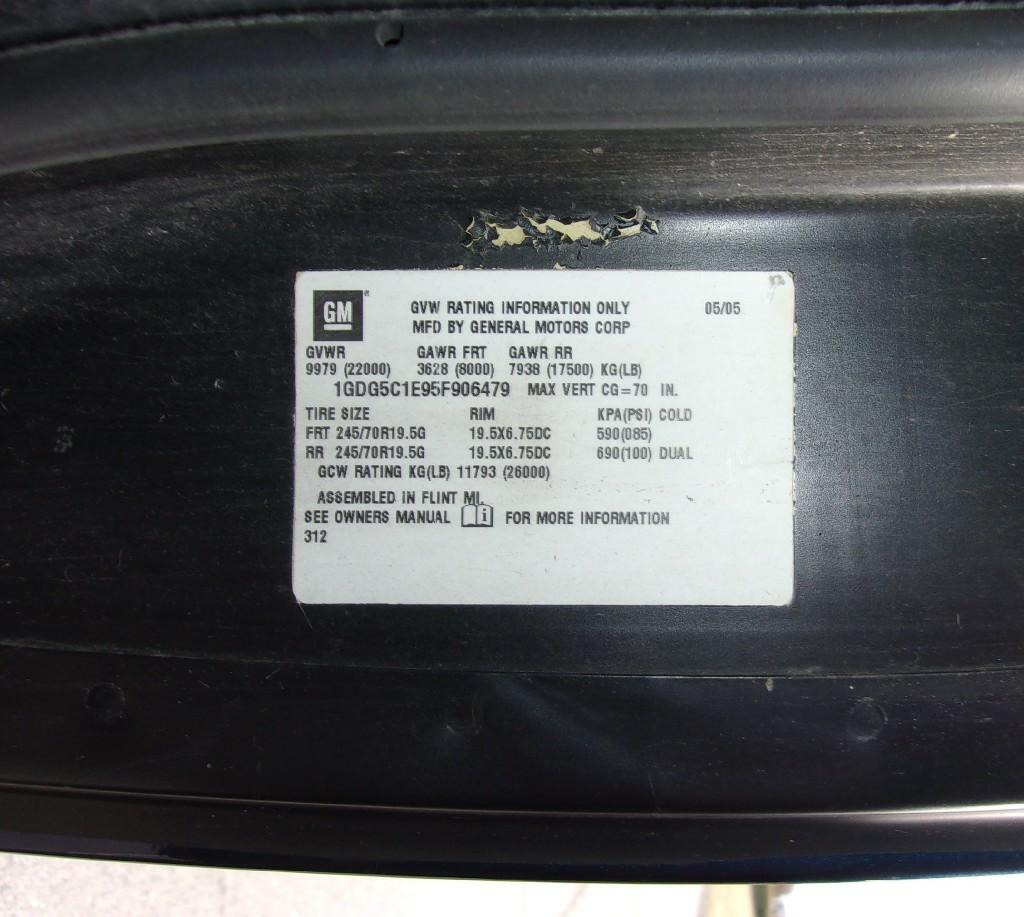 GM® GVW RATING INFORMATION ONLY 05/05
MFD BY GENERAL MOTORS CORP
GVWR GAWR FRT GAWR RR
9979 (22000) 3628 (8000) 7938 (17500) KG(LB)
1GDG5C1E95F906479 MAX VERT CG=70 IN.
TIRE SIZE RIM KPA(PSI) COLD
FRT 245/70R19.5G 19.5X6.75DC 590(085)
RR 245/70R19.5G 19.5X6.75DC 690(100) DUAL
GCW RATING KG(LB) 11793 (26000)
ASSEMBLED IN FLINT MI.
SEE OWNERS MANUAL i FOR MORE INFORMATION
312